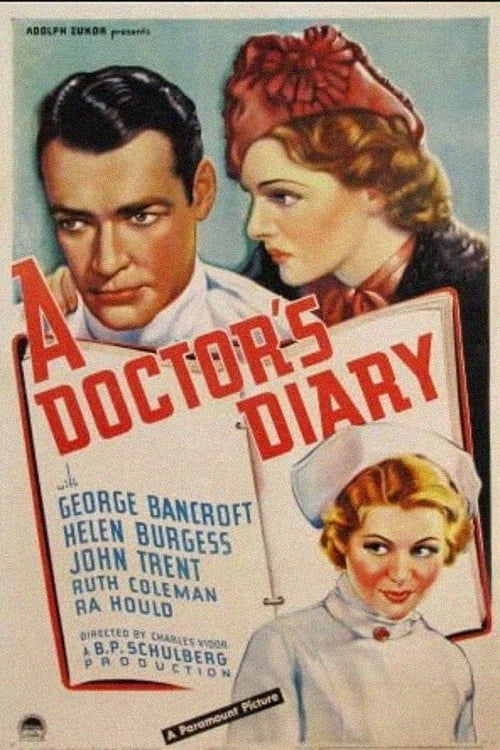 ADOLPH ZUKOR presents
A
DOCTOR'S
DIARY
with
GEORGE BANCROFT
HELEN BURGESS
JOHN TRENT
RUTH COLEMAN
RA HOULD
DIRECTED BY CHARLES VIDOR
A B.P. SCHULBERG
PRODUCTION
A Paramount Picture